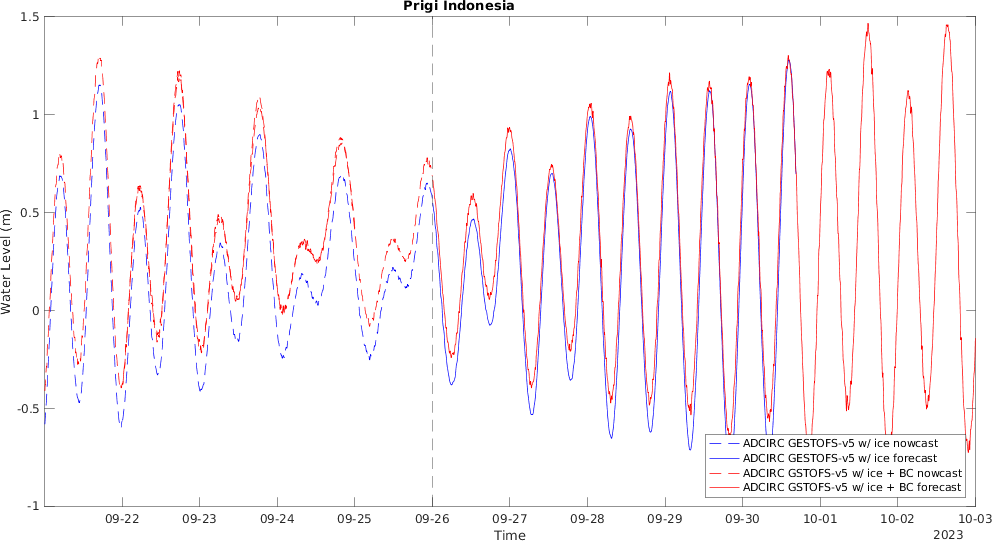 Prigi Indonesia
1.5
1
0.5
0
-0.5
-1
Water Level (m)
ADCIRC GESTOFS-v5 w/ ice nowcast
ADCIRC GESTOFS-v5 w/ ice forecast
ADCIRC GSTOFS-v5 w/ ice + BC nowcast
ADCIRC GSTOFS-v5 w/ ice + BC forecast
09-22 09-23 09-24 09-25 09-26 09-27 09-28 09-29 09-30 10-01 10-02 10-03
Time
2023